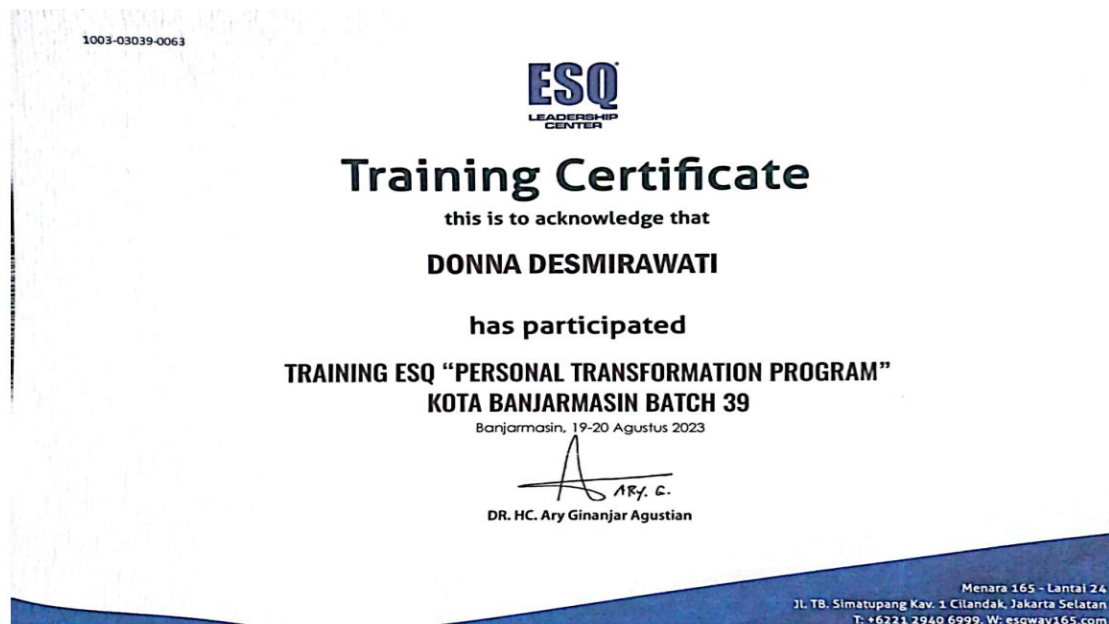 1003-03039-0063
ESQ
LEADERSHIP
CENTER
Training Certificate
this is to acknowledge that
DONNA DESMIRAWATI
has participated
TRAINING ESQ “PERSONAL TRANSFORMATION PROGRAM”
KOTA BANJARMASIN BATCH 39
Banjarmasin, 19-20 Agustus 2023
ARY. G.
DR. HC. Ary Ginanjar Agustian
Menara 165 - Lantai 24
Jl. TB. Simatupang Kav. 1 Cilandak, Jakarta Selatan
T: +6221 2940 6999. W: esqway165.com